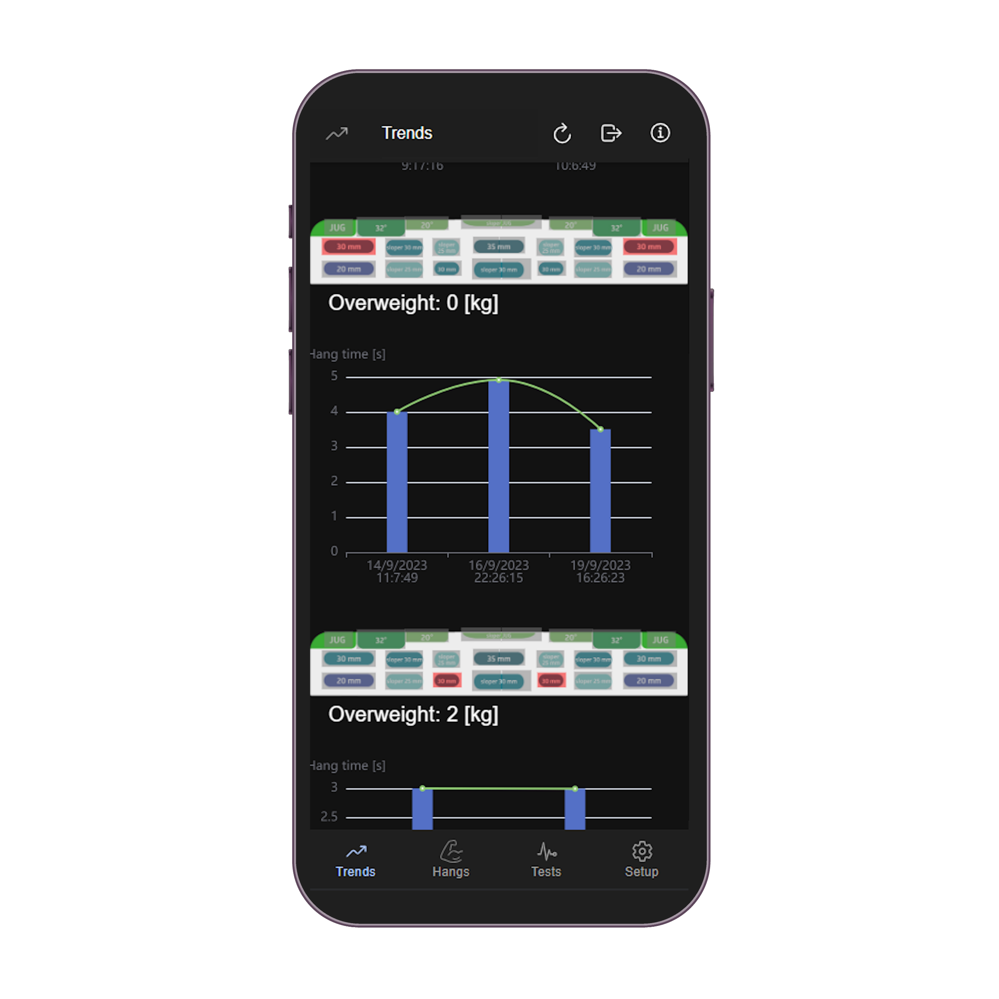 Trends
9:17:16 10:6:49
JUG 32° 20° sloper JUG 20° 32° JUG
30 mm sloper 30 mm sloper 25 mm 35 mm sloper 25 mm sloper 30 mm 30 mm
20 mm sloper 25 mm 30 mm sloper 30 mm 30 mm sloper 25 mm 20 mm
Overweight: 0 [kg]
Hang time [s]
5
4
3
2
1
0
14/9/2023 16/9/2023 19/9/2023
11:7:49 22:26:15 16:26:23
JUG 32° 20° sloper JUG 20° 32° JUG
30 mm sloper 30 mm sloper 25 mm 35 mm sloper 25 mm sloper 30 mm 30 mm
20 mm sloper 25 mm 30 mm sloper 30 mm 30 mm sloper 25 mm 20 mm
Overweight: 2 [kg]
Hang time [s]
3
2.5
Trends Hangs Tests Setup